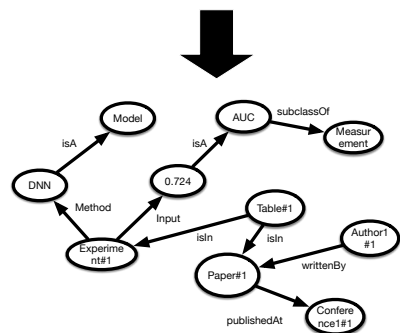 Model
AUC
subclassOf
Measur
ement
isA
isA
DNN
0.724
Method
Input
Table#1
isIn
isIn
Author1
#1
Experime
nt#1
Paper#1
writtenBy
publishedAt
Confere
nce1#1